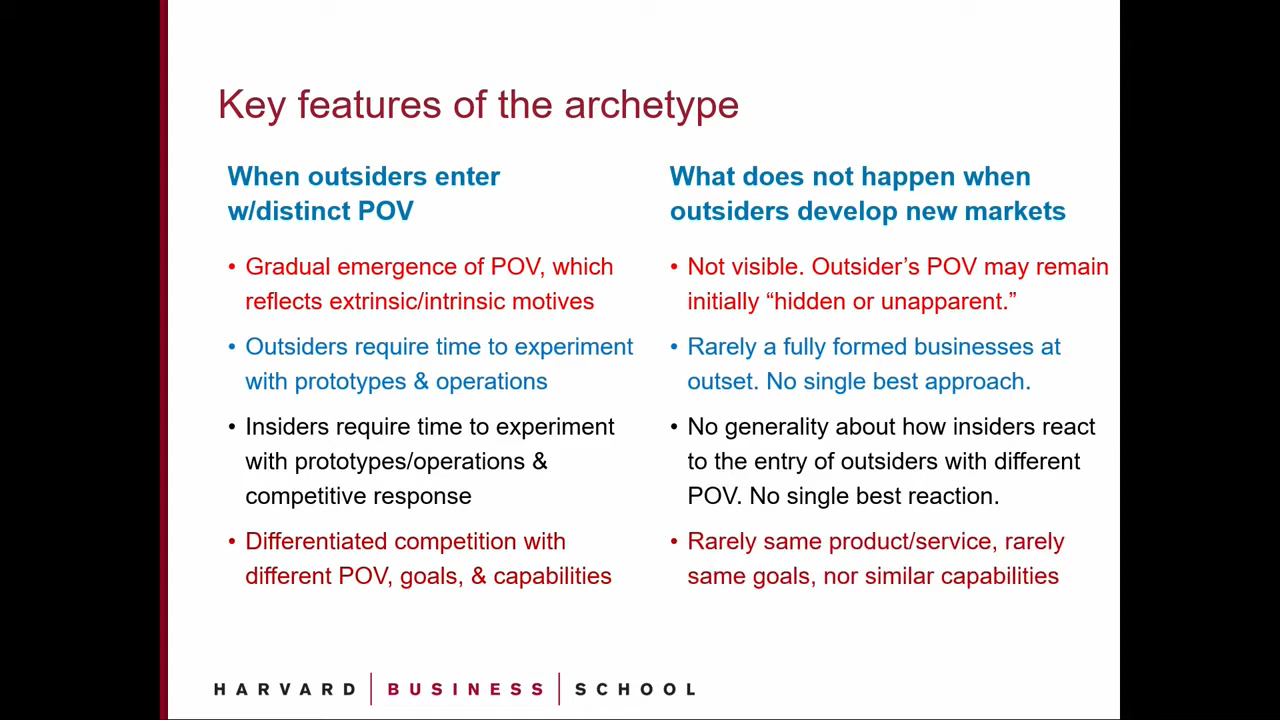 Key features of the archetype
When outsiders enter
w/distinct POV
• Gradual emergence of POV, which
reflects extrinsic/intrinsic motives
• Outsiders require time to experiment
with prototypes & operations
• Insiders require time to experiment
with prototypes/operations &
competitive response
• Differentiated competition with
different POV, goals, & capabilities
What does not happen when
outsiders develop new markets
• Not visible. Outsider’s POV may remain
initially “hidden or unapparent.”
• Rarely a fully formed businesses at
outset. No single best approach.
• No generality about how insiders react
to the entry of outsiders with different
POV. No single best reaction.
• Rarely same product/service, rarely
same goals, nor similar capabilities
HARVARD | BUSINESS | SCHOOL